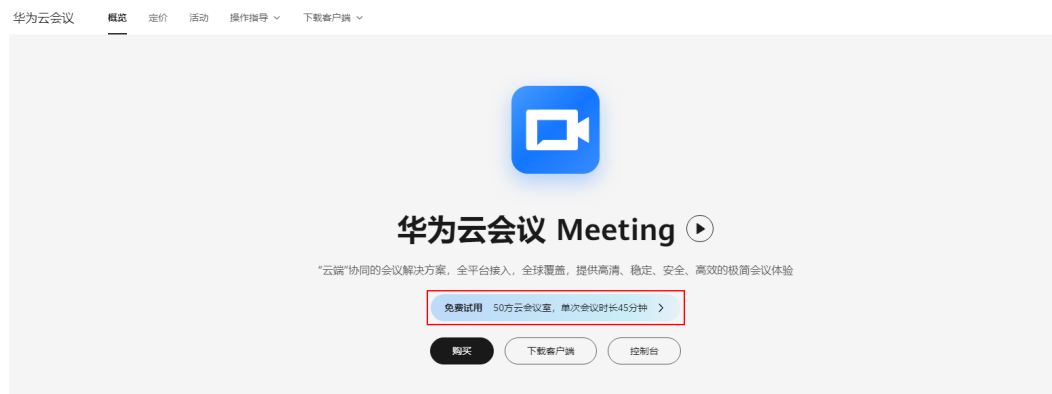 华为云会议 概览 定价 活动 操作指导 下载客户端
华为云会议 Meeting
“云端”协同的会议解决方案，全平台接入，全球覆盖，提供高清、稳定、安全、高效的极简会议体验
免费试用 50方云会议室，单次会议时长45分钟
购买 下载客户端 控制台